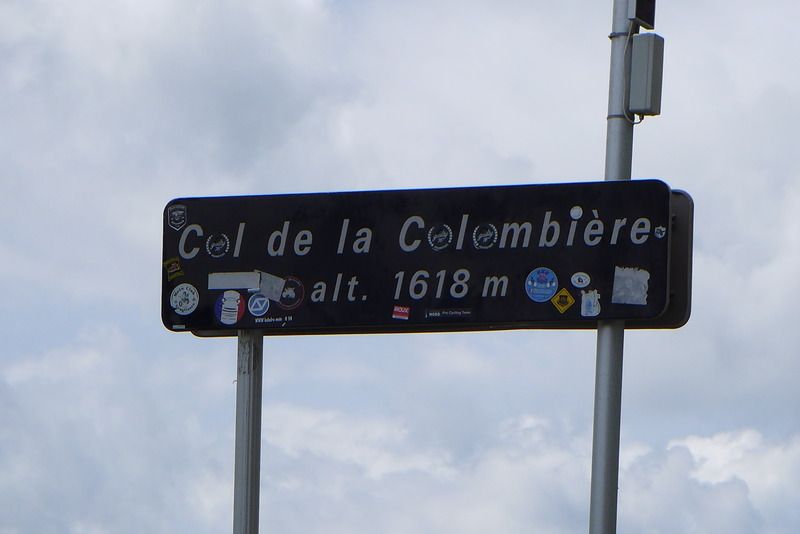 Col de la Colombière
alt. 1618 m